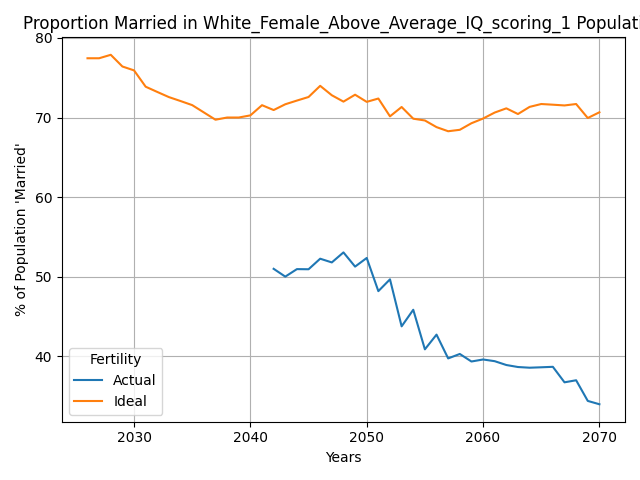 Proportion Married in White_Female_Above_Average_IQ_scoring_1 Populati
80
70
60
50
40
% of Population 'Married'
Fertility
Actual
Ideal
2030 2040 2050 2060 2070
Years